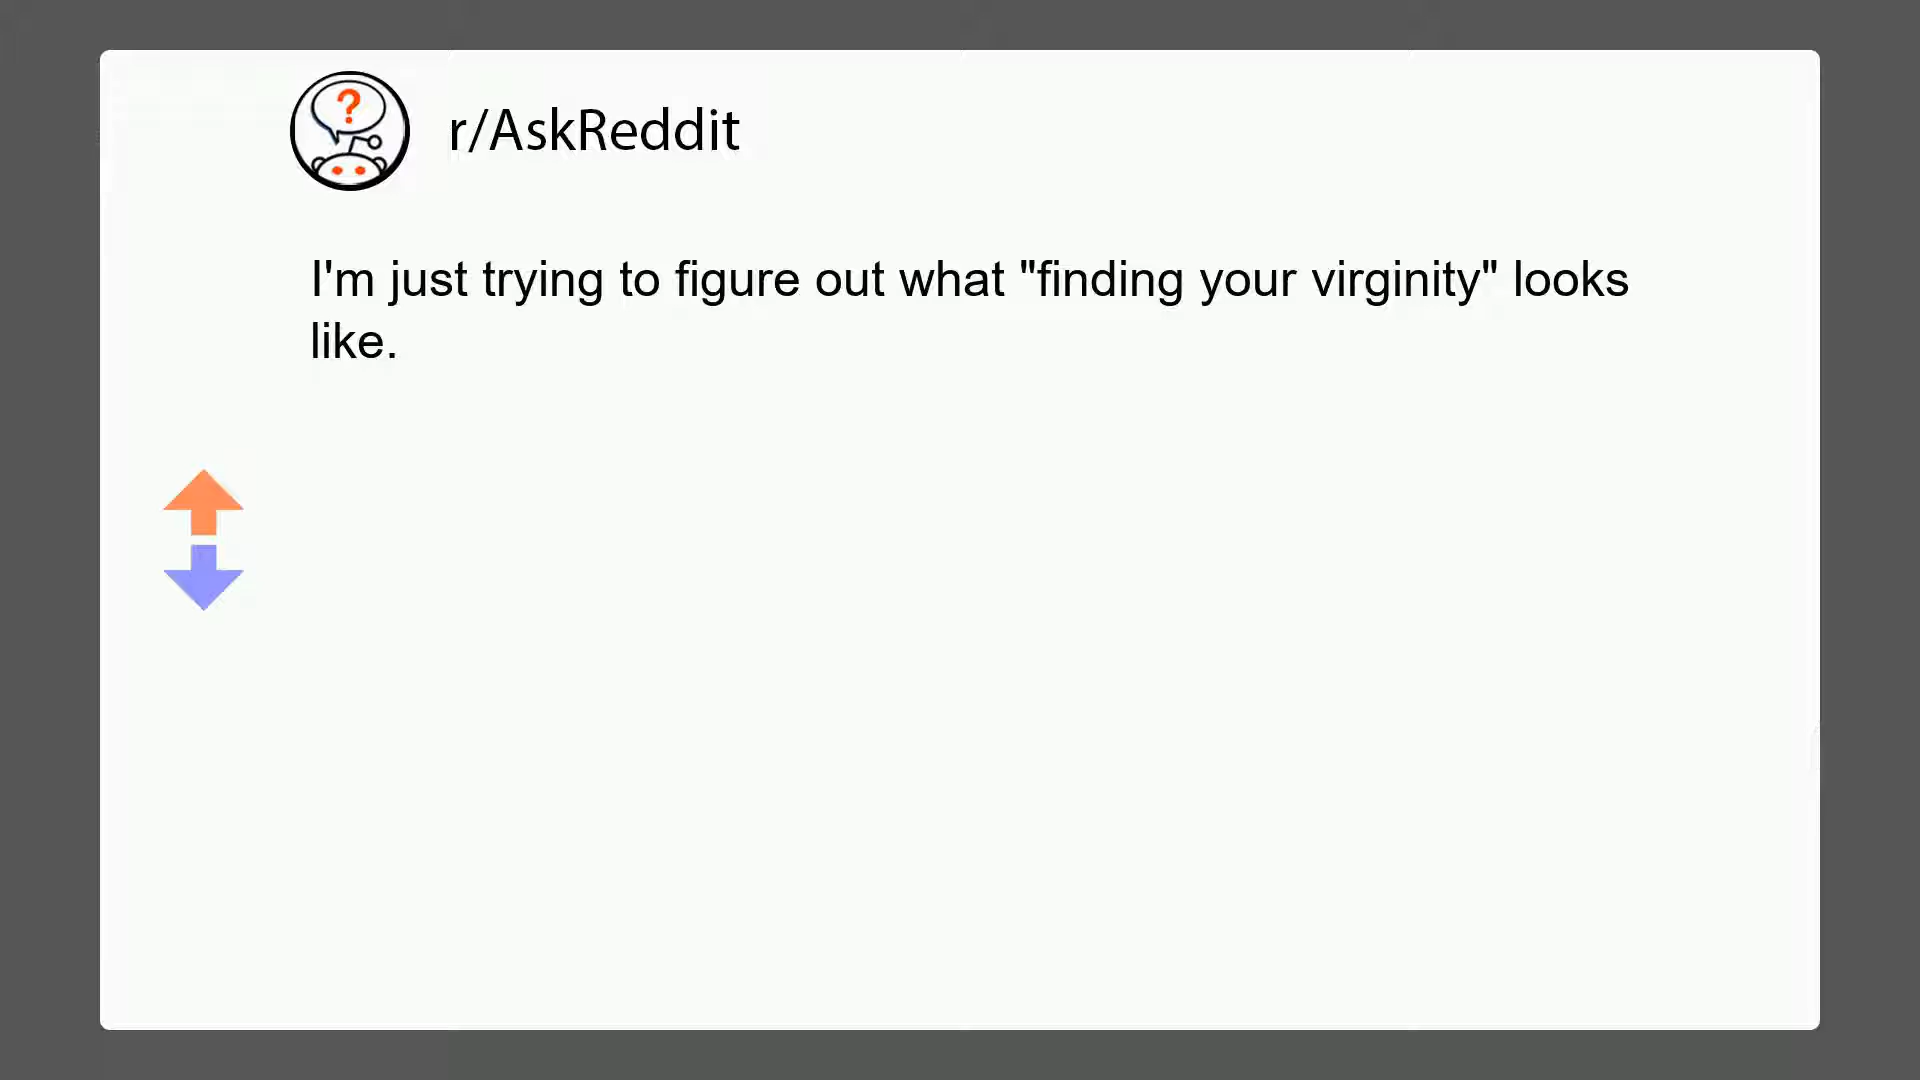 ?
r/AskReddit
I'm just trying to figure out what "finding your virginity" looks
like.